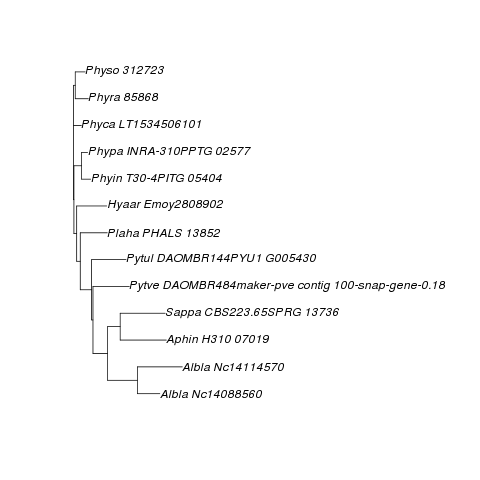 Physo 312723
Phyra 85868
Phyca LT1534506101
Phypa INRA-310PPTG 02577
Phyin T30-4PITG 05404
Hyaar Emoy2808902
Plaha PHALS 13852
Pytul DAOMBR144PYU1 G005430
Pytve DAOMBR484maker-pve contig 100-snap-gene-0.18
Sappa CBS223.65SPRG 13736
Aphin H310 07019
Albla Nc14114570
Albla Nc14088560